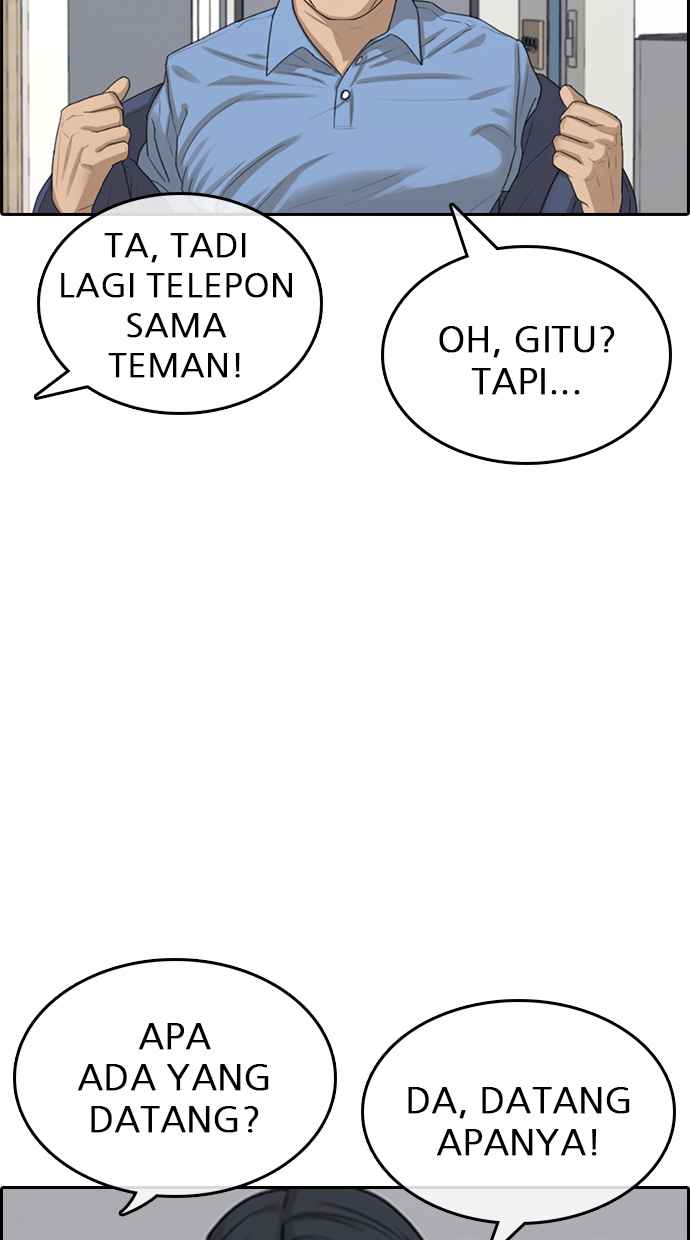 TA, TADI
LAGI TELEPON
SAMA
TEMAN!
OH, GITU?
TAPI...
APA
ADA YANG
DATANG?
DA, DATANG
APANYA!